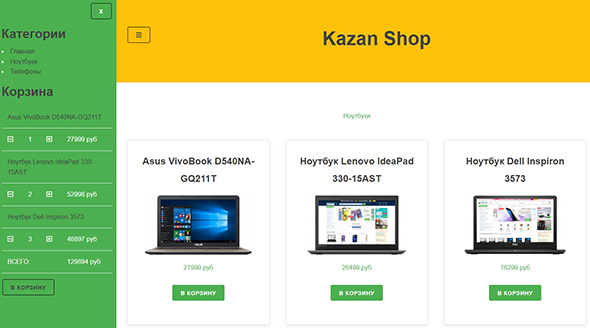 x
Категории
Главная
Ноутбуки
Телефоны
Корзина
Asus VivoBook D540NA-GQ211T
1 27999 руб
Ноутбук Lenovo IdeaPad 330-
15AST
2 52998 руб
Ноутбук Dell Inspiron 3573
3 48897 руб
ВСЕГО: 129894 руб
В КОРЗИНУ
Kazan Shop
Ноутбуки
Asus VivoBook D540NA-
GQ211T
27999 руб
В КОРЗИНУ
Ноутбук Lenovo IdeaPad
330-15AST
26499 руб
В КОРЗИНУ
Ноутбук Dell Inspiron
3573
16299 руб
В КОРЗИНУ